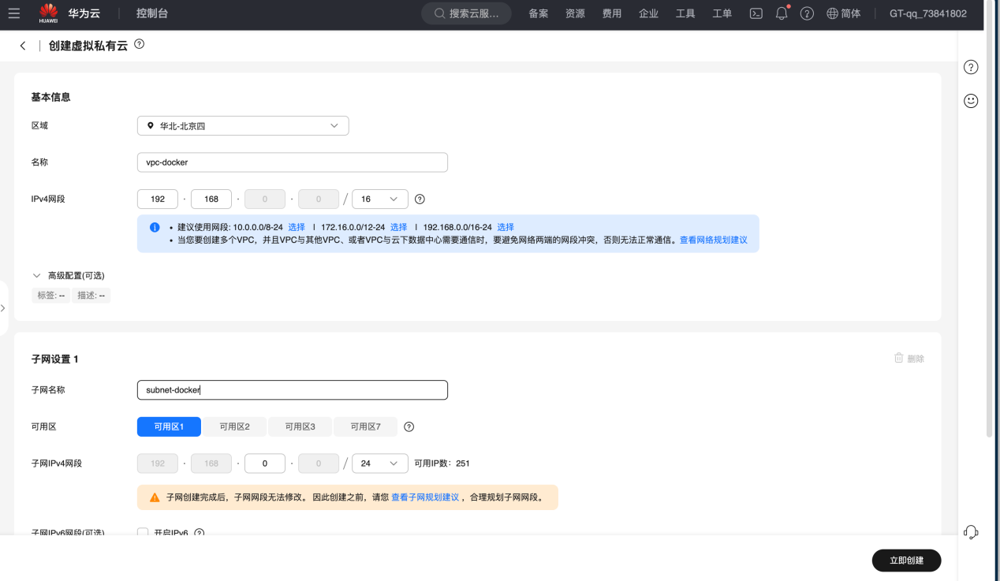 HUAWEI 华为云 控制台 搜索云服... 备案 资源 费用 企业 工具 工单 简体 GT-qq_73841802
创建虚拟私有云
基本信息
区域 华北-北京四
名称 vpc-docker
IPv4网段 192 · 168 · 0 · 0 / 16
• 建议使用网段: 10.0.0.0/8-24 选择 | 172.16.0.0/12-24 选择 | 192.168.0.0/16-24 选择
• 当您要创建多个VPC，并且VPC与其他VPC、或者VPC与云下数据中心需要通信时，要避免网络两端的网段冲突，否则无法正常通信。查看网络规划建议
高级配置(可选)
标签: -- 描述: --
子网设置 1 删除
子网名称 subnet-docker
可用区 可用区1 可用区2 可用区3 可用区7
子网IPv4网段 192 · 168 · 0 · 0 / 24 可用IP数：251
子网创建完成后，子网网段无法修改。 因此创建之前，请您 查看子网规划建议 ，合理规划子网网段。
子网IPv6网段(可选) 开启IPv6
立即创建